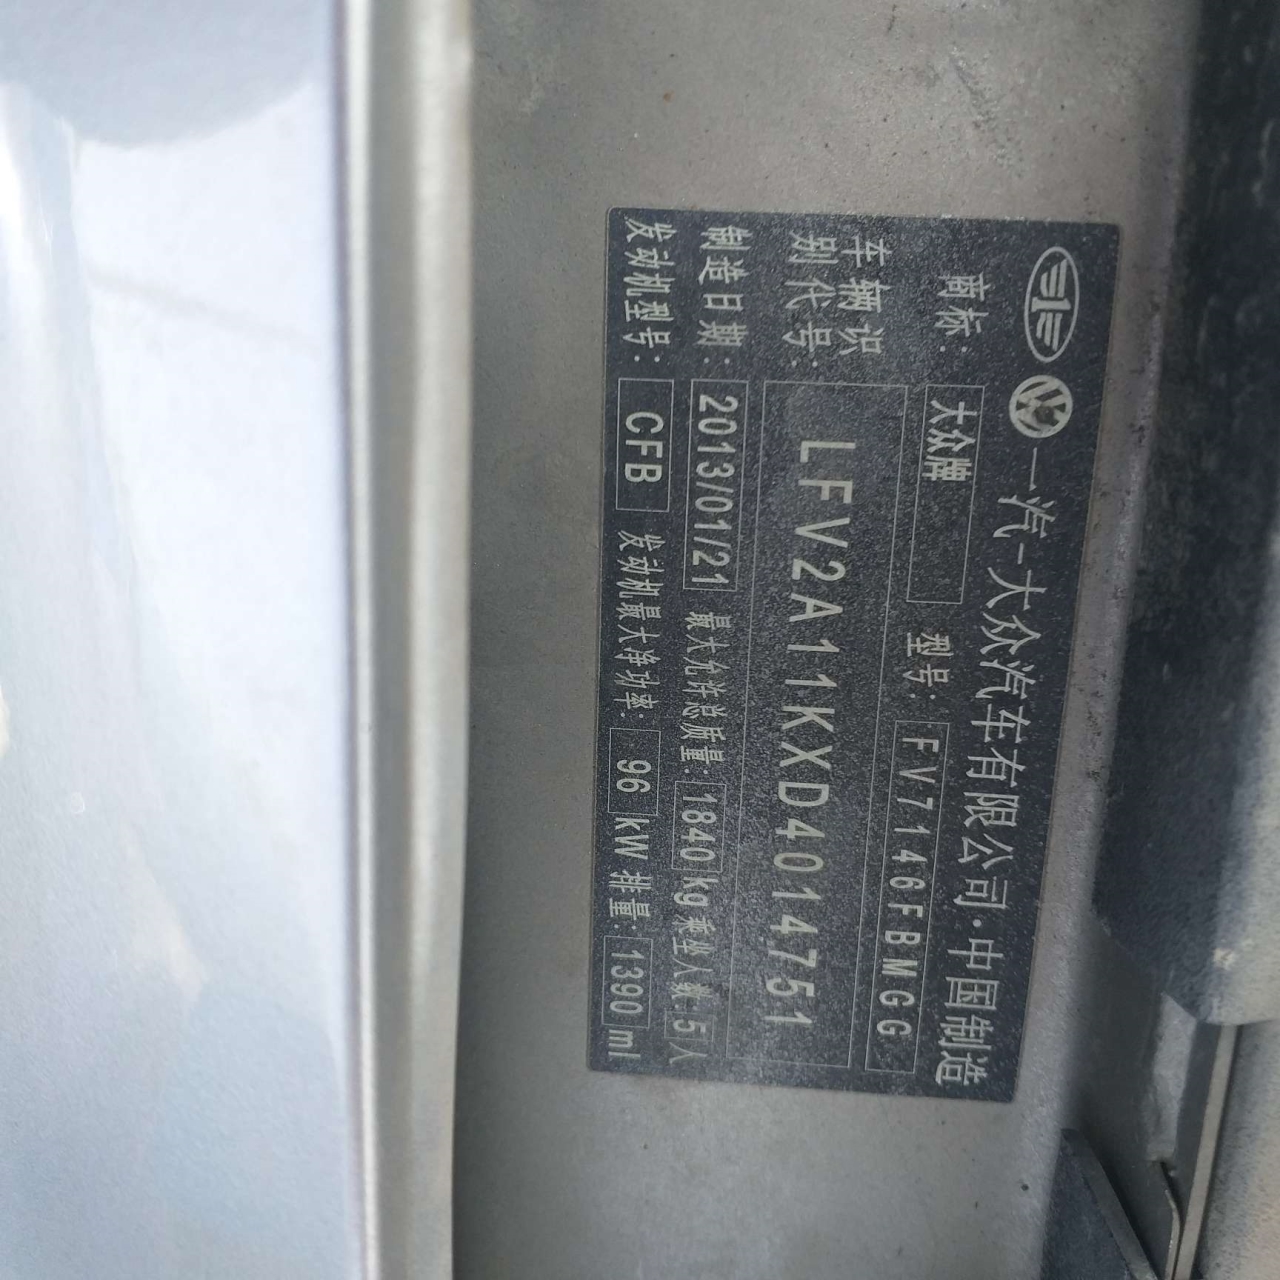 一汽-大众汽车有限公司·中国制造
商标: 大众牌 型号: FV7146FBMGG
车辆识别代号: LFV2A11KXD4014751
制造日期: 2013/01/21 最大允许总质量: 1840 kg 乘坐人数: 5人
发动机型号: CFB 发动机最大净功率: 96 kW 排量: 1390 ml